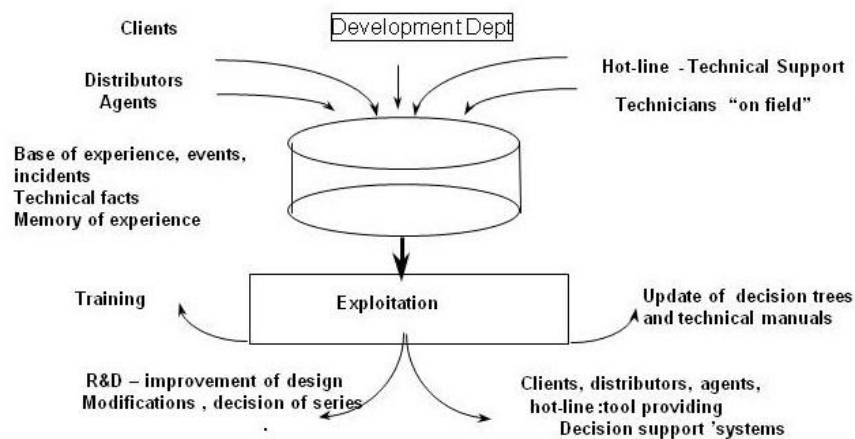 Clients
Development Dept
Hot-line - Technical Support
Distributors
Agents
Technicians “on field”
Base of experience, events,
incidents
Technical facts
Memory of experience
Training
Exploitation
Update of decision trees
and technical manuals
R&D – improvement of design
Modifications , decision of series
.
Clients, distributors, agents,
hot-line :tool providing
Decision support 'systems